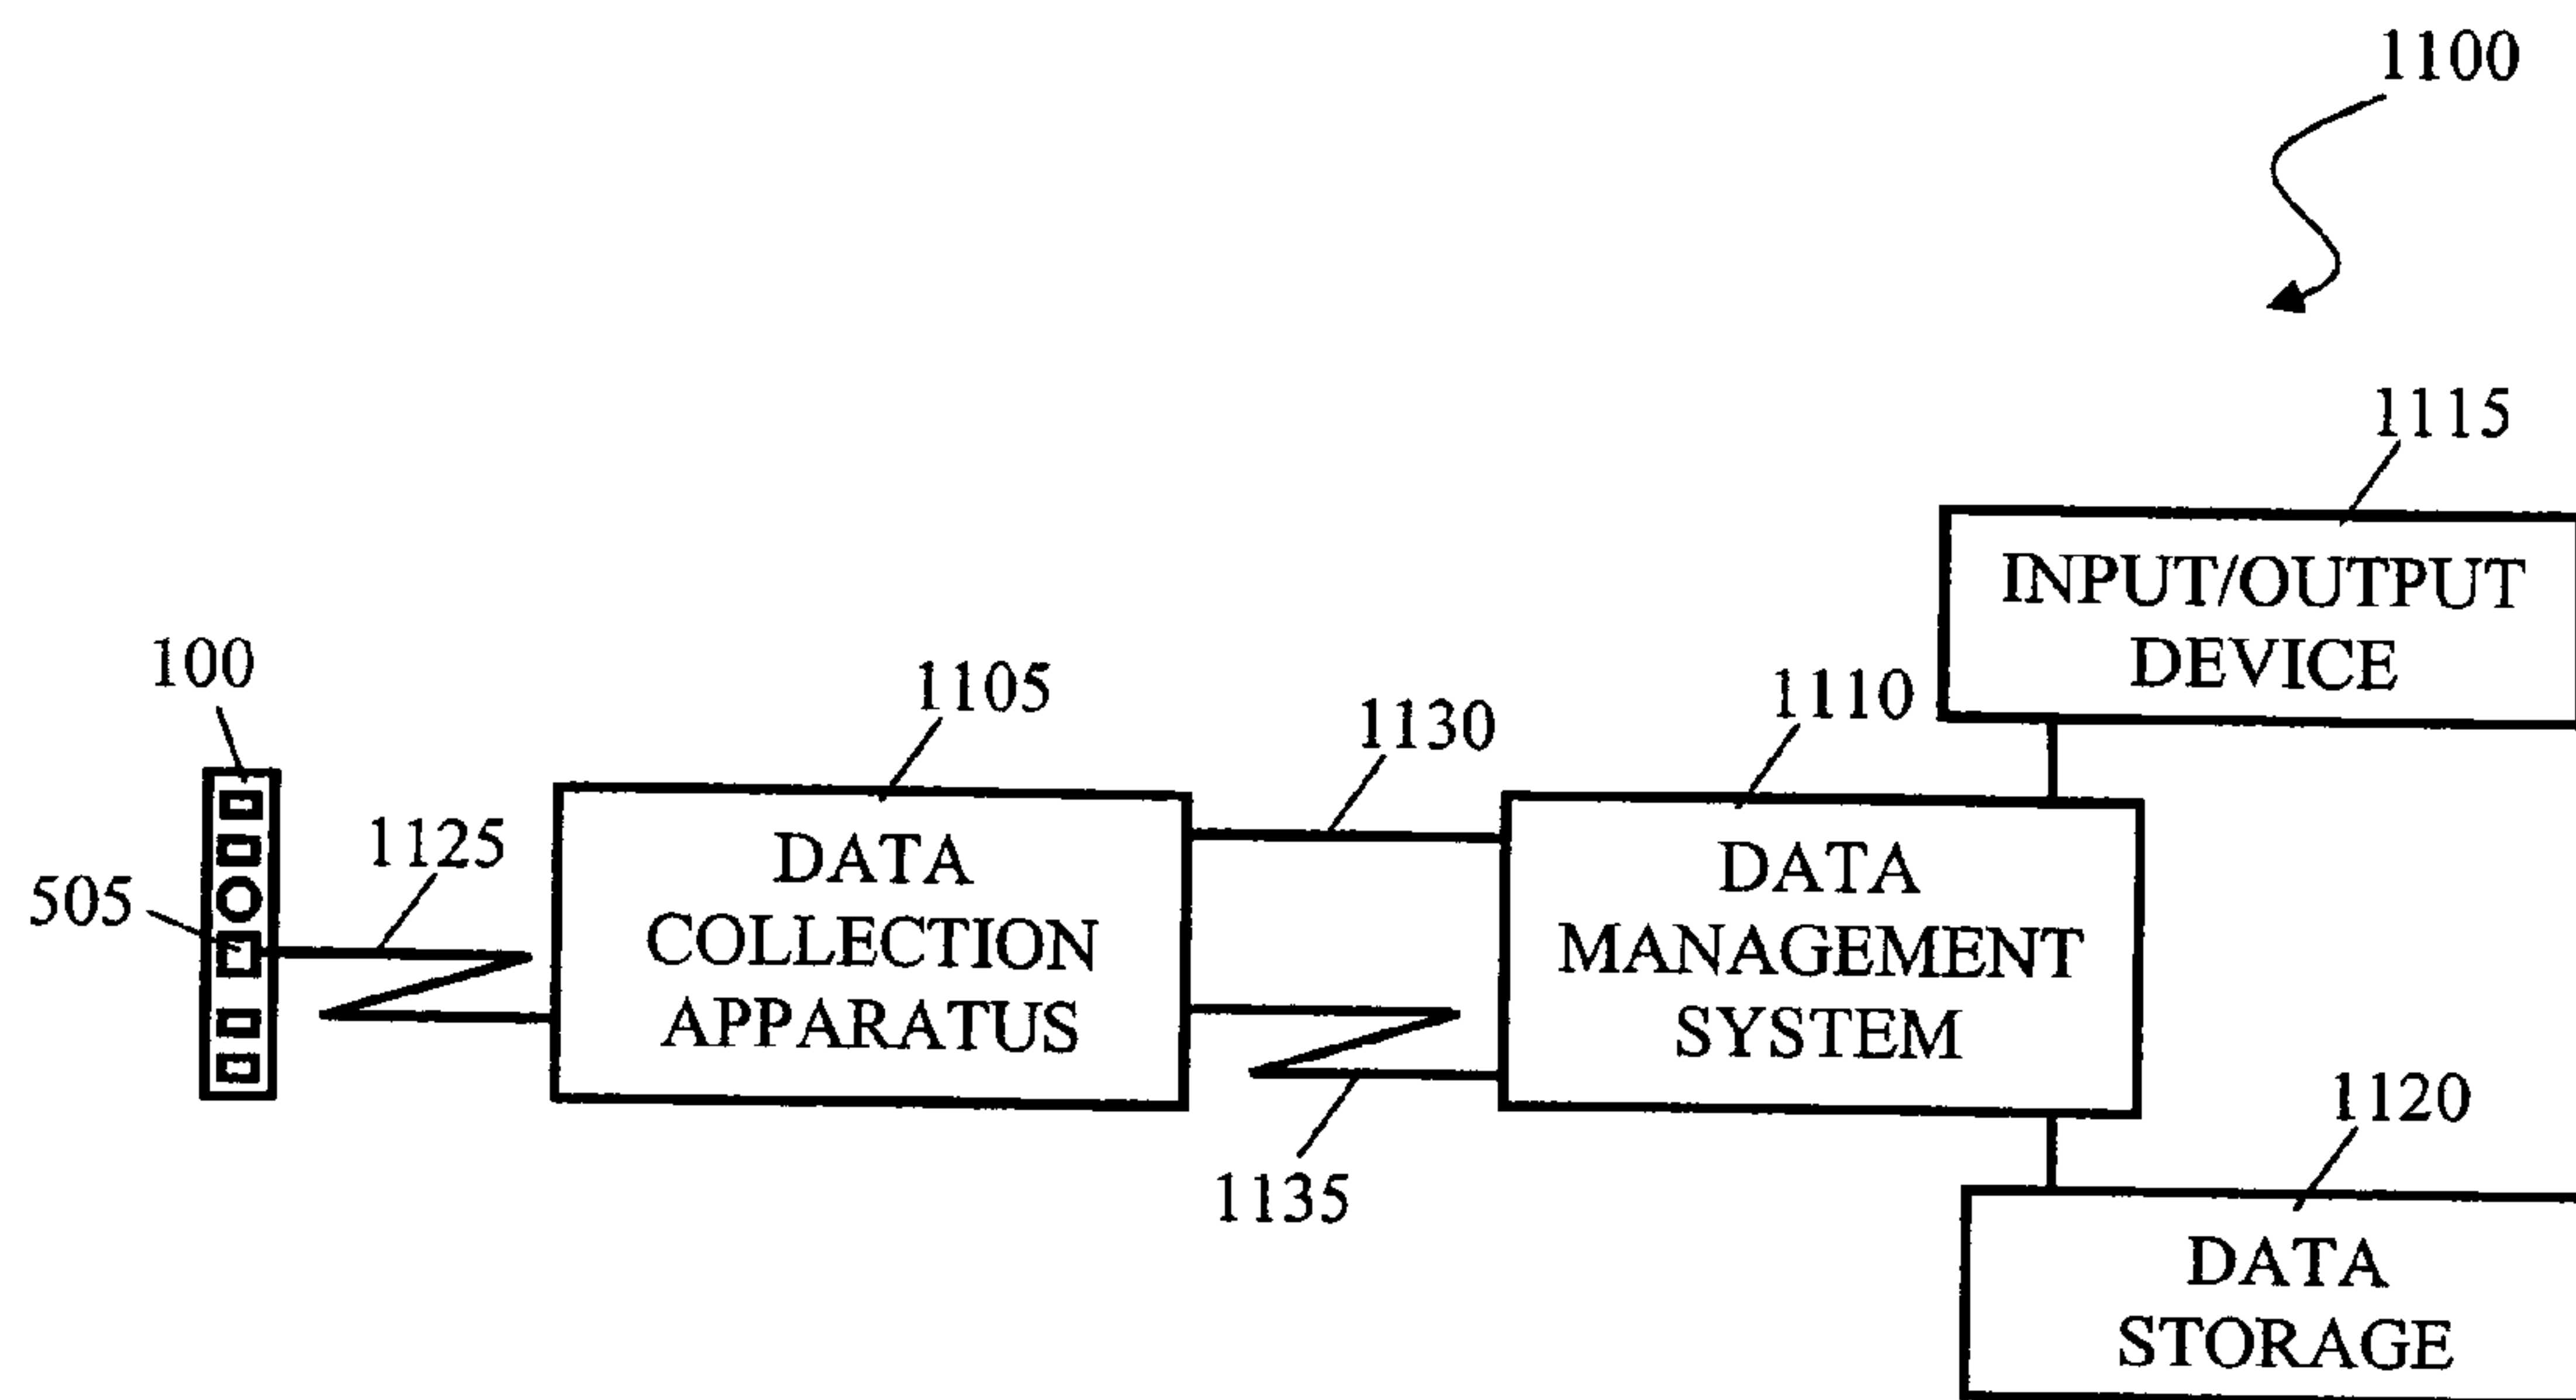 1100
1115
INPUT/OUTPUT
DEVICE
100
1105
1130
1110
1125
505
DATA
COLLECTION
APPARATUS
DATA
MANAGEMENT
SYSTEM
1135
1120
DATA
STORAGE